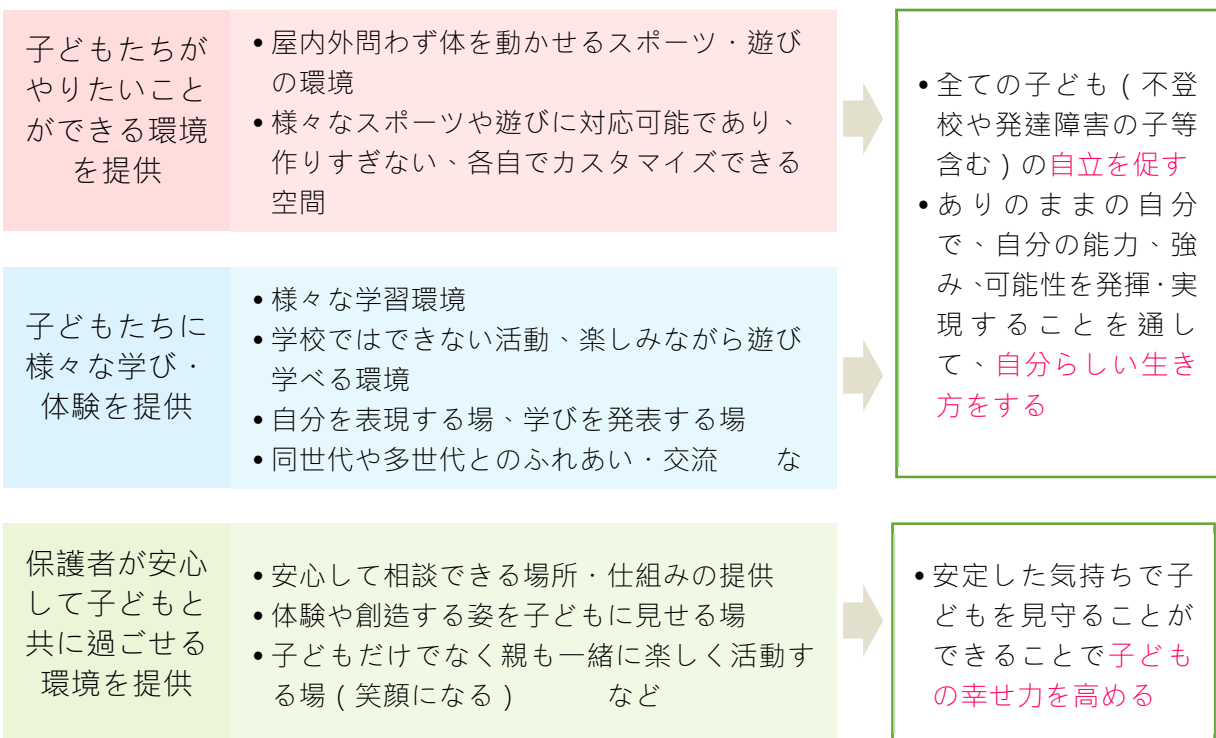 子どもたちが
やりたいこと
ができる環境
を提供
•屋内外問わず体を動かせるスポーツ・遊び
の環境
•様々なスポーツや遊びに対応可能であり、
作りすぎない、各自でカスタマイズできる
空間
子どもたちに
様々な学び・
体験を提供
•様々な学習環境
•学校ではできない活動、楽しみながら遊び
学べる環境
•自分を表現する場、学びを発表する場
•同世代や多世代とのふれあい・交流　　な
•全ての子ども(不登
校や発達障害の子等
含む)の自立を促す
•ありのままの自分
で、自分の能力、強
み、可能性を発揮・実
現することを通し
て、自分らしい生き
方をする
保護者が安心
して子どもと
共に過ごせる
環境を提供
•安心して相談できる場所・仕組みの提供
•体験や創造する姿を子どもに見せる場
•子どもだけでなく親も一緒に楽しく活動す
る場(笑顔になる)　　　など
•安定した気持ちで子
どもを見守ることが
できることで子ども
の幸せ力を高める